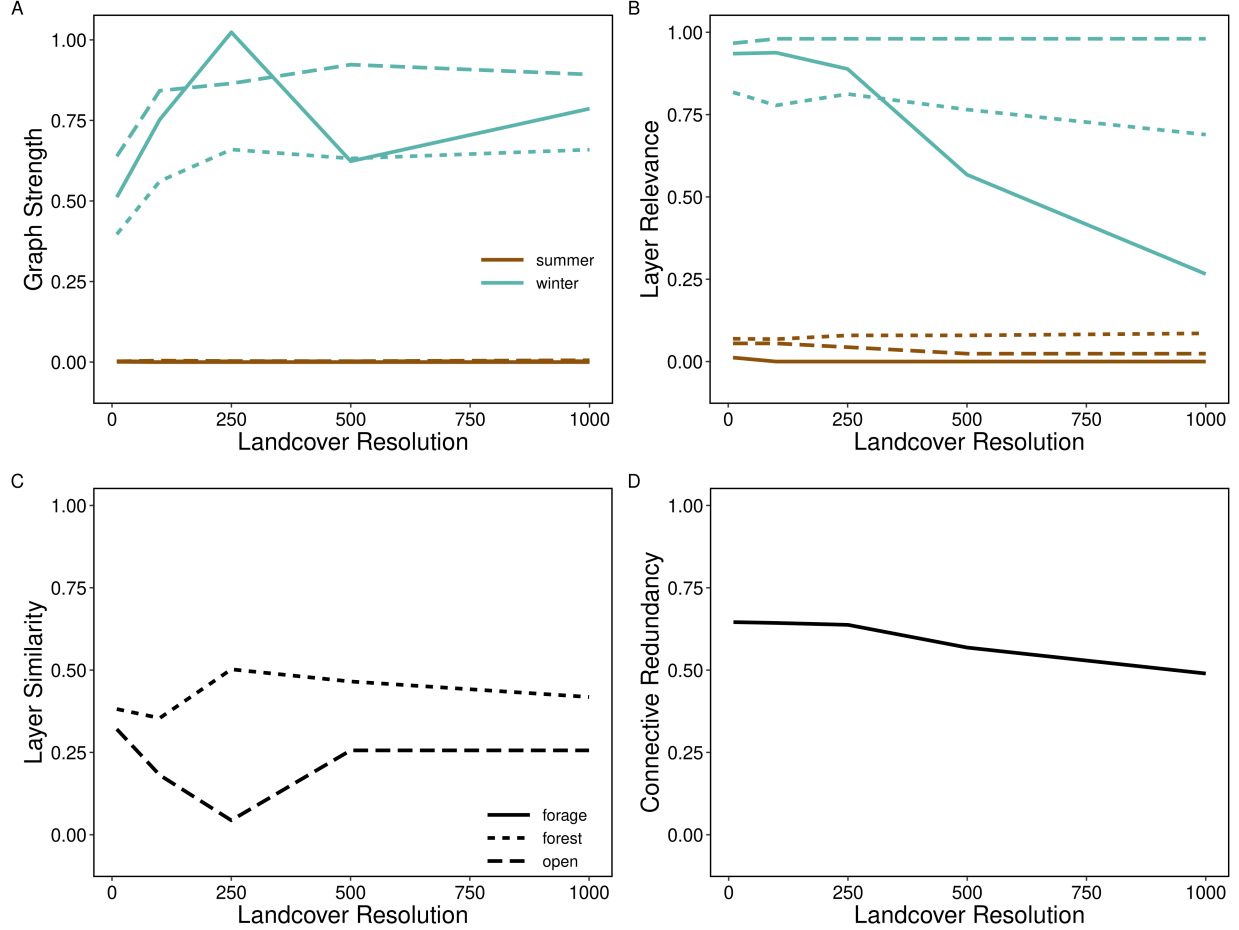 A
Graph Strength
1.00
0.75
0.50
0.25
0.00
summer
winter
0 250 500 750 1000
Landcover Resolution
B
Layer Relevance
1.00
0.75
0.50
0.25
0.00
0 250 500 750 1000
Landcover Resolution
C
Layer Similarity
1.00
0.75
0.50
0.25
0.00
forage
forest
open
0 250 500 750 1000
Landcover Resolution
D
Connective Redundancy
1.00
0.75
0.50
0.25
0.00
0 250 500 750 1000
Landcover Resolution